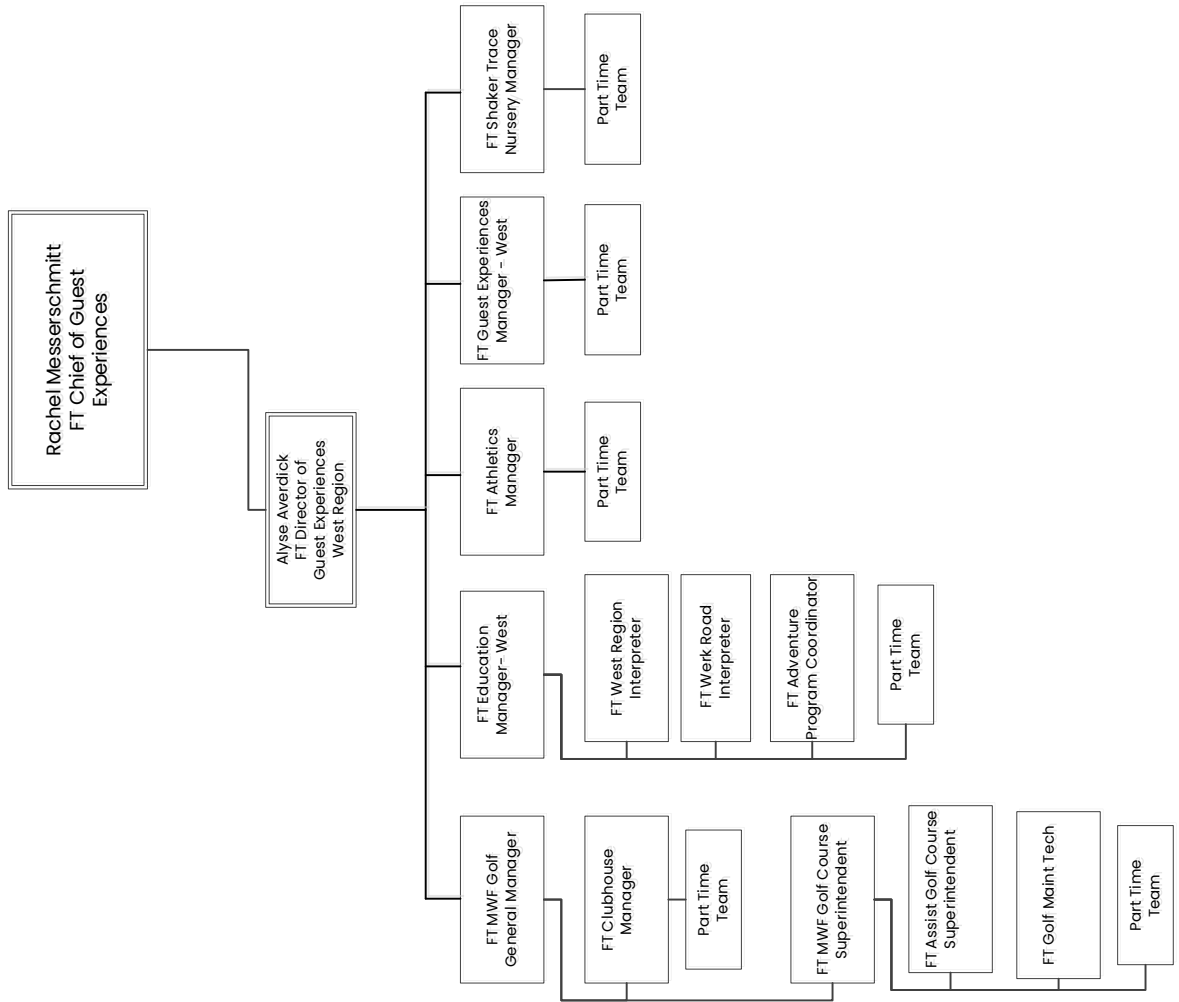 Rachel Messerschmitt
FT Chief of Guest
Experiences
Alyse Averdick
FT Director of
Guest Experiences
West Region
FT MWF Golf
General Manager
FT Clubhouse
Manager
Part Time
Team
FT MWF Golf Course
Superintendent
FT Assist Golf Course
Superintendent
FT Golf Maint Tech
Part Time
Team
FT Education
Manager- West
FT West Region
Interpreter
FT Werk Road
Interpreter
FT Adventure
Program Coordinator
Part Time
Team
FT Athletics
Manager
Part Time
Team
FT Guest Experiences
Manager - West
Part Time
Team
FT Shaker Trace
Nursery Manager
Part Time
Team